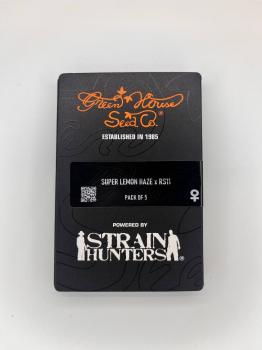 Green House
Seed Co.®
ESTABLISHED IN 1985
SUPER LEMON HAZE x RS11
PACK OF 5
POWERED BY
STRAIN
HUNTERS®